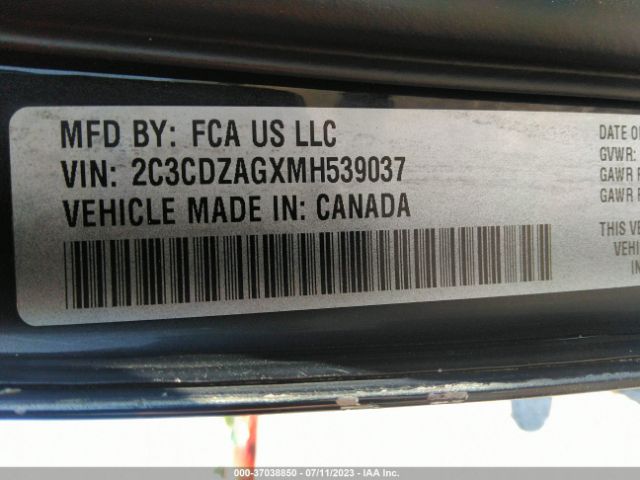 MFD BY: FCA US LLC
VIN: 2C3CDZAGXMH539037
VEHICLE MADE IN: CANADA
DATE O
GVWR:
GAWR F
GAWR R
THIS VE
VEHI
IN
000-37038850 - 07/11/2023 - IAA Inc.